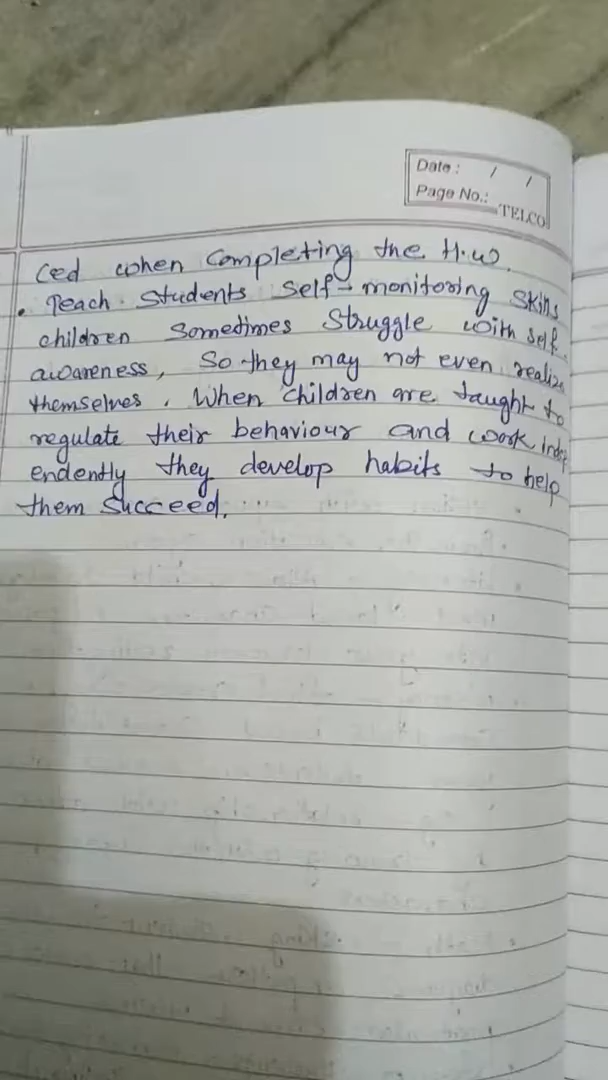 Date : / /
Page No.:
TELCO
ced when completing the H.W.
• Teach students self-monitoring skills
children sometimes struggle with self
awareness, so they may not even realize
themselves. When children are taught to
regulate their behaviour and work indep
endently they develop habits to help
them succeed.